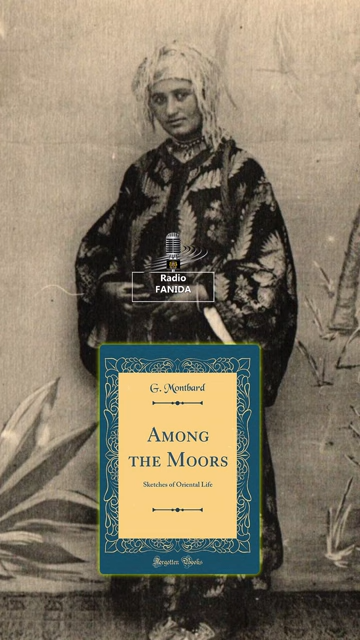 Radio
FANIDA
G. Montbard
AMONG
THE MOORS
Sketches of Oriental Life
Forgotten Books